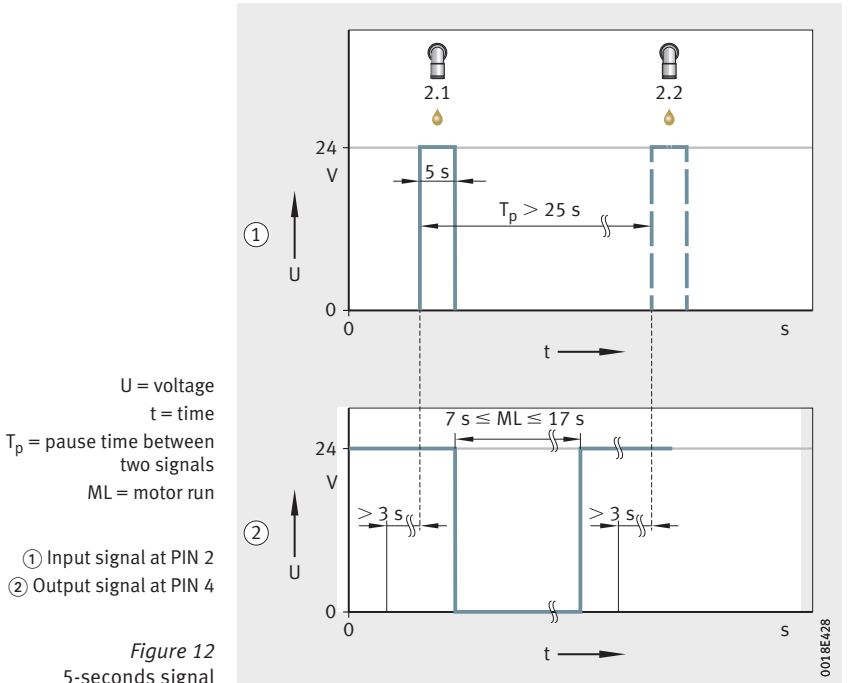 2.1
2.2
24
V
5 s
Tp > 25 s
①
U
0
0
s
t
U = voltage
t = time
Tp = pause time between
two signals
ML = motor run
① Input signal at PIN 2
② Output signal at PIN 4
Figure 12
5-seconds signal
7 s ≤ ML ≤ 17 s
24
V
> 3 s
> 3 s
②
U
0
0
s
t
0018E428